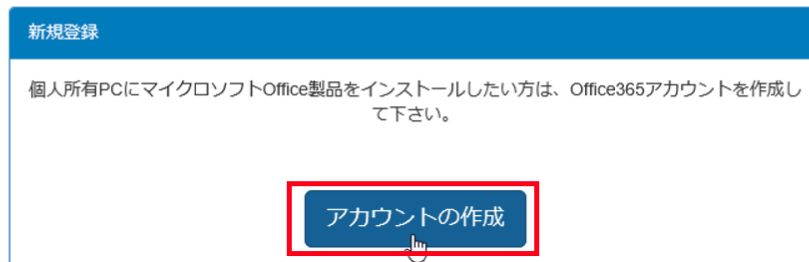 新規登録
個人所有PCにマイクロソフトOffice製品をインストールしたい方は、Office365アカウントを作成し
て下さい。
アカウントの作成